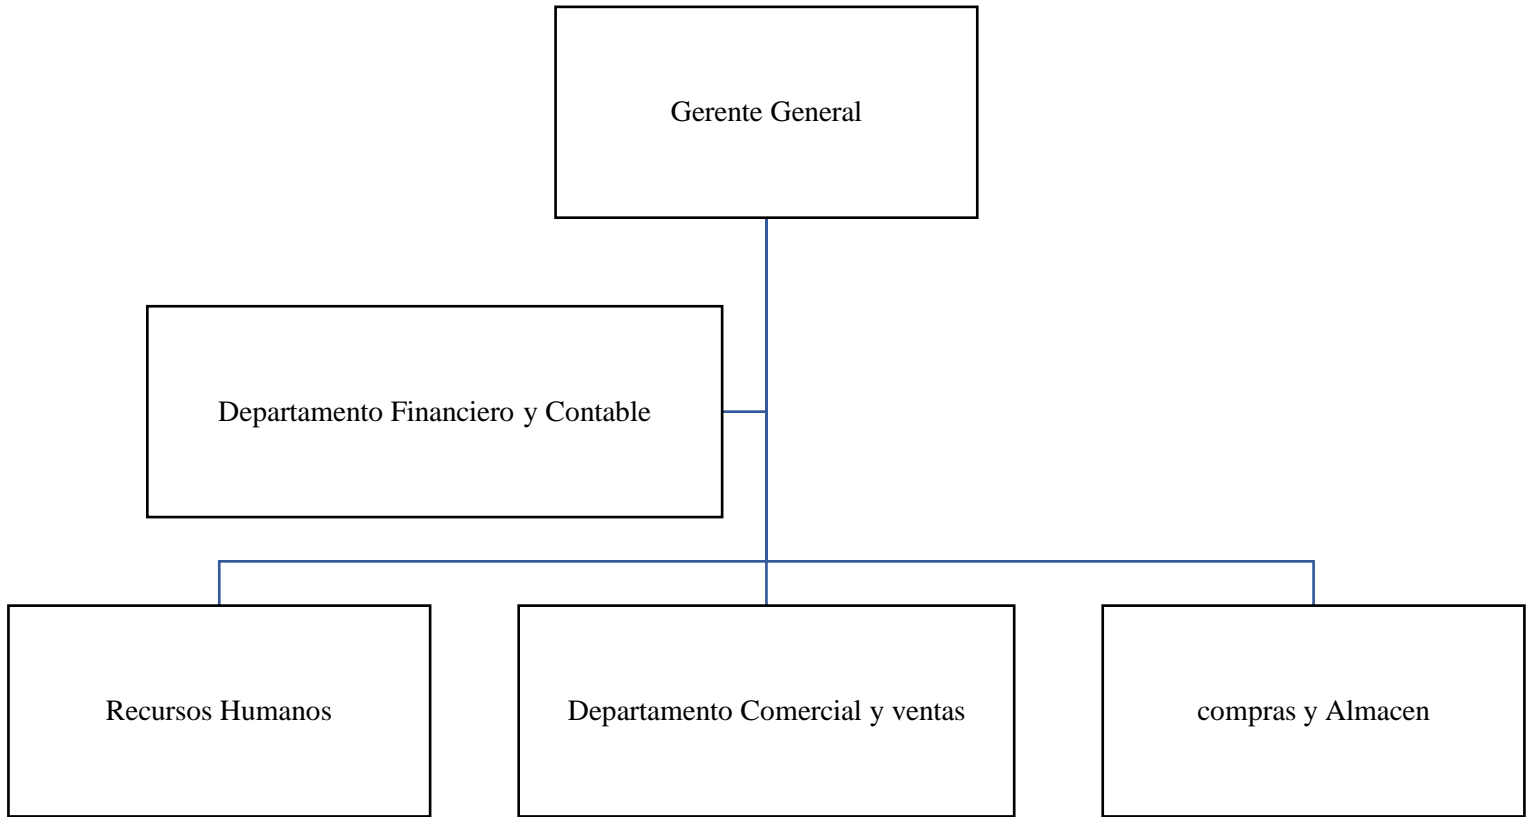 Gerente General
Departamento Financiero y Contable
Recursos Humanos
Departamento Comercial y ventas
compras y Almacen